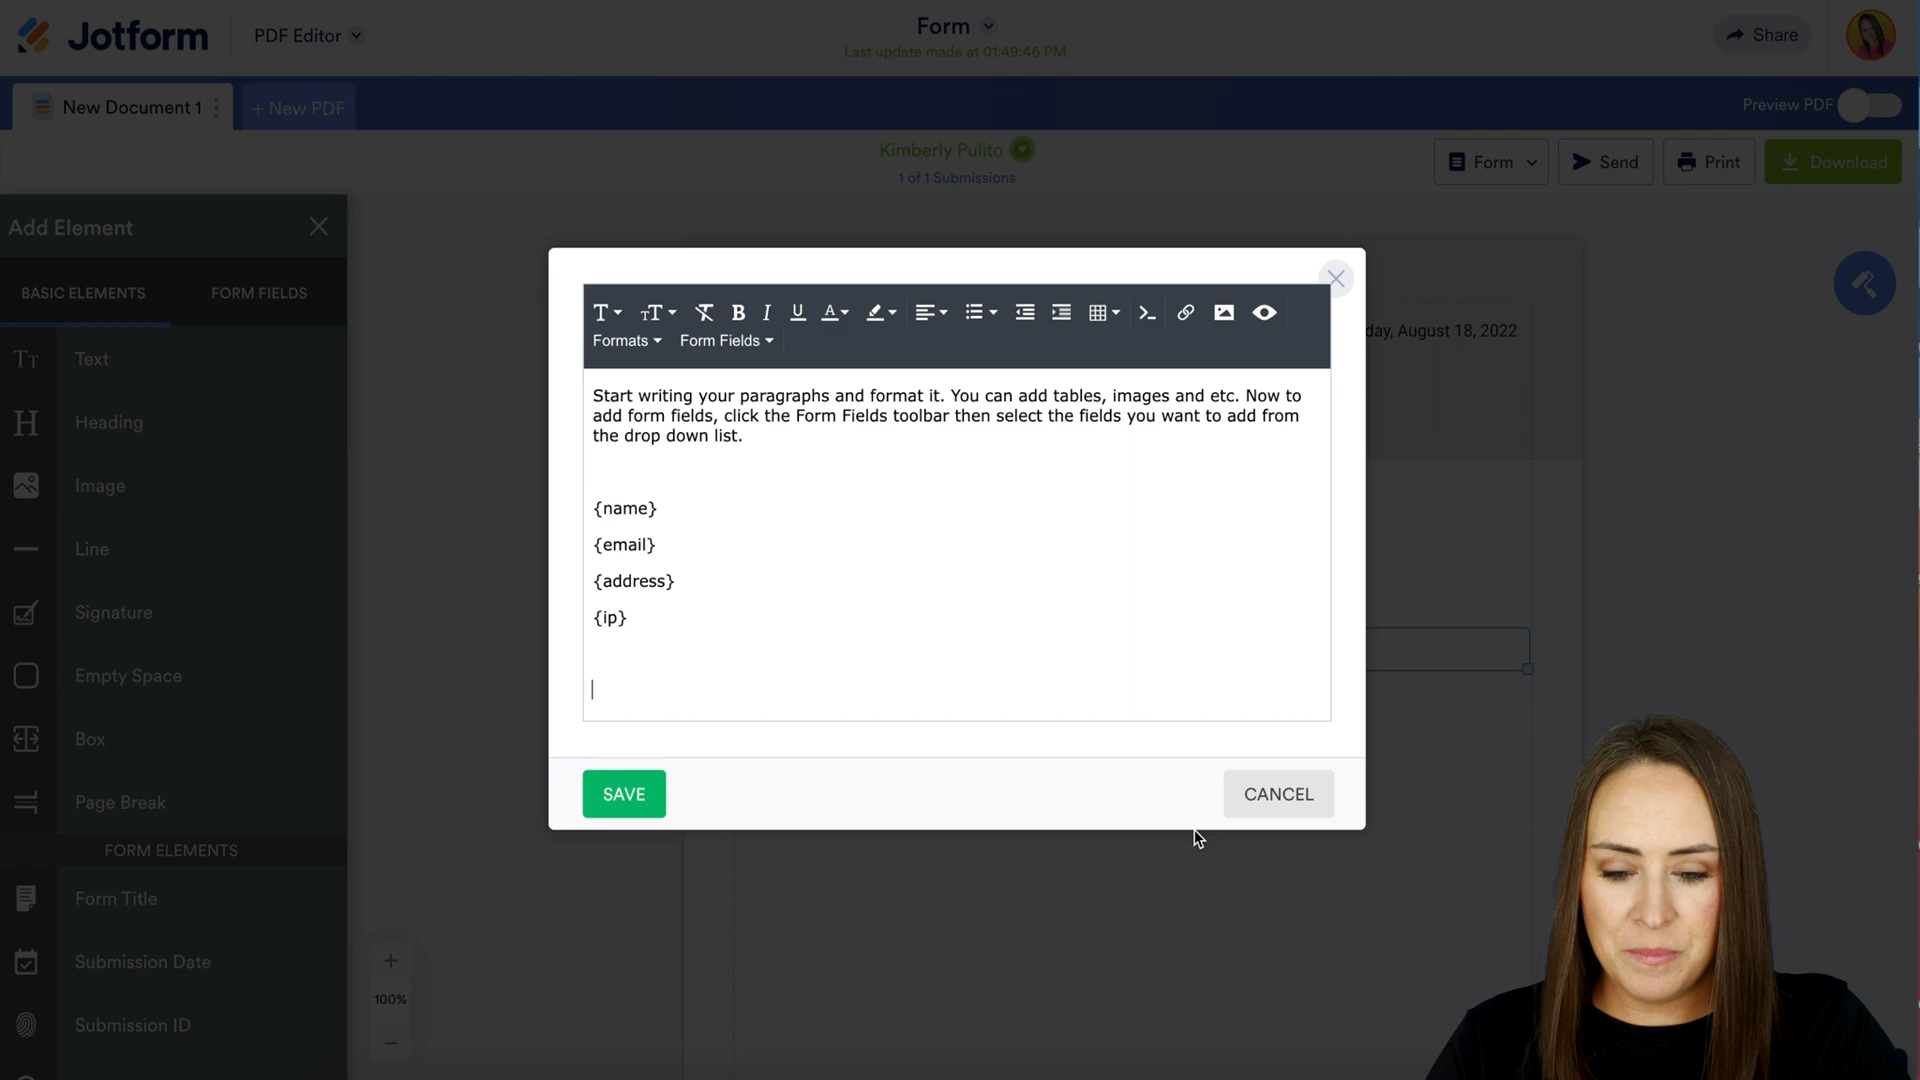 Jotform
PDF Editor
Form
Last update made at 01:49:46 PM.
Share
New Document 1
+ New PDF
Preview PDF
Kimberly Pulito
1 of 1 Submissions
Form
Send
Print
Download
Add Element
BASIC ELEMENTS
FORM FIELDS
Text
Heading
Image
Line
Signature
Empty Space
Box
Page Break
FORM ELEMENTS
Form Title
Submission Date
Submission ID
Formats
Form Fields
day, August 18, 2022
Start writing your paragraphs and format it. You can add tables, images and etc. Now to
add form fields, click the Form Fields toolbar then select the fields you want to add from
the drop down list.
{name}
{email}
{address}
{ip}
SAVE
CANCEL
100%